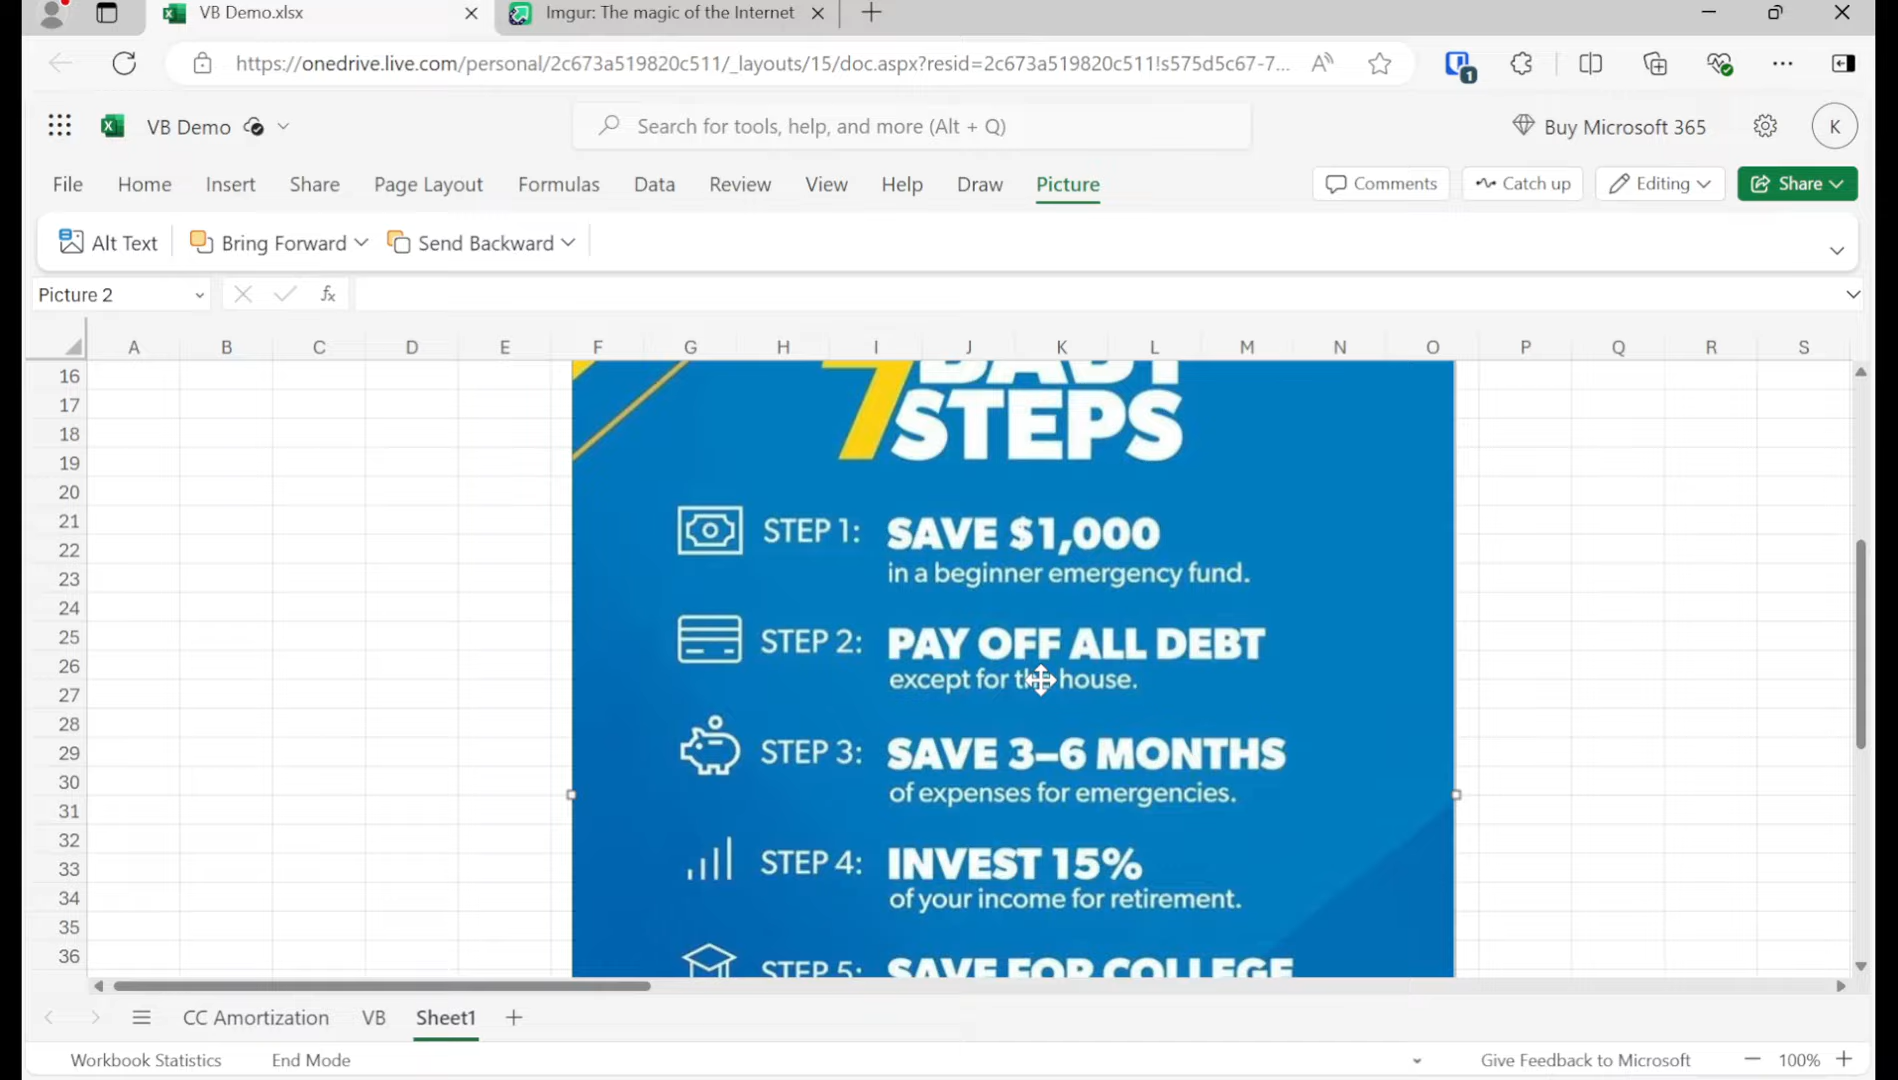 VB Demo.xlsx
Imgur: The magic of the Internet
https://onedrive.live.com/personal/2c673a519820c511/_layouts/15/doc.aspx?resid=2c673a519820c511!s575d5c67-7...
1
VB Demo
Search for tools, help, and more (Alt + Q)
Buy Microsoft 365
K
File Home Insert Share Page Layout Formulas Data Review View Help Draw Picture
Comments Catch up Editing Share
Alt Text Bring Forward Send Backward
Picture 2
fx
A B C D E F G H I J K L M N O P Q R S
16
17
18
19
20
21
22
23
24
25
26
27
28
29
30
31
32
33
34
35
36
7 BABY
STEPS
STEP 1: SAVE $1,000
in a beginner emergency fund.
STEP 2: PAY OFF ALL DEBT
except for the house.
STEP 3: SAVE 3–6 MONTHS
of expenses for emergencies.
STEP 4: INVEST 15%
of your income for retirement.
STEP 5: SAVE FOR COLLEGE
CC Amortization VB Sheet1
Workbook Statistics End Mode
Give Feedback to Microsoft
100%